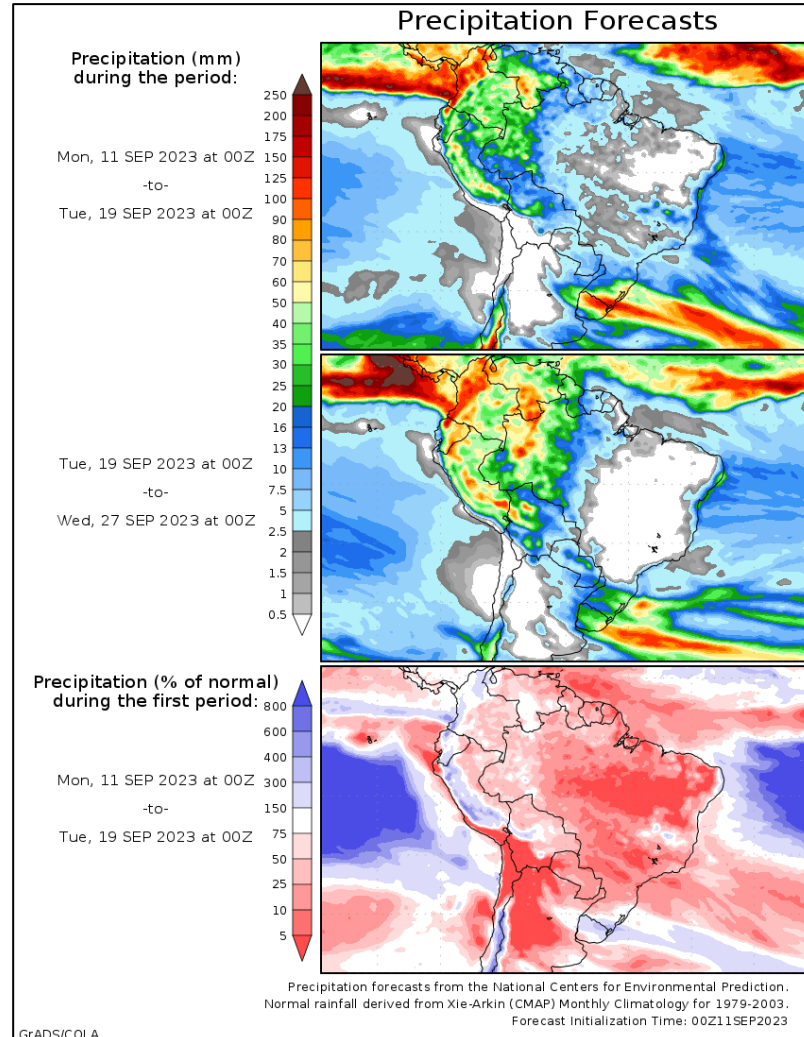 Precipitation Forecasts
Precipitation (mm)
during the period:
Mon, 11 SEP 2023 at 00Z
-to-
Tue, 19 SEP 2023 at 00Z
250
200
175
150
125
100
90
80
70
60
50
40
35
30
25
20
16
13
10
7.5
5
2.5
2
1.5
1
0.5
Tue, 19 SEP 2023 at 00Z
-to-
Wed, 27 SEP 2023 at 00Z
Precipitation (% of normal)
during the first period:
Mon, 11 SEP 2023 at 00Z
-to-
Tue, 19 SEP 2023 at 00Z
800
600
400
300
150
75
50
25
10
5
Precipitation forecasts from the National Centers for Environmental Prediction.
Normal rainfall derived from Xie-Arkin (CMAP) Monthly Climatology for 1979-2003.
Forecast Initialization Time: 00Z11SEP2023
GrADS/COLA